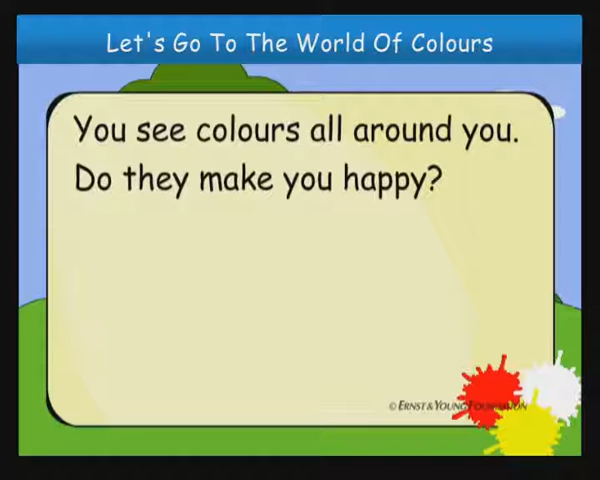 Let's Go To The World Of Colours
You see colours all around you.
Do they make you happy?
© ERNST & YOUNG FOUNDATION